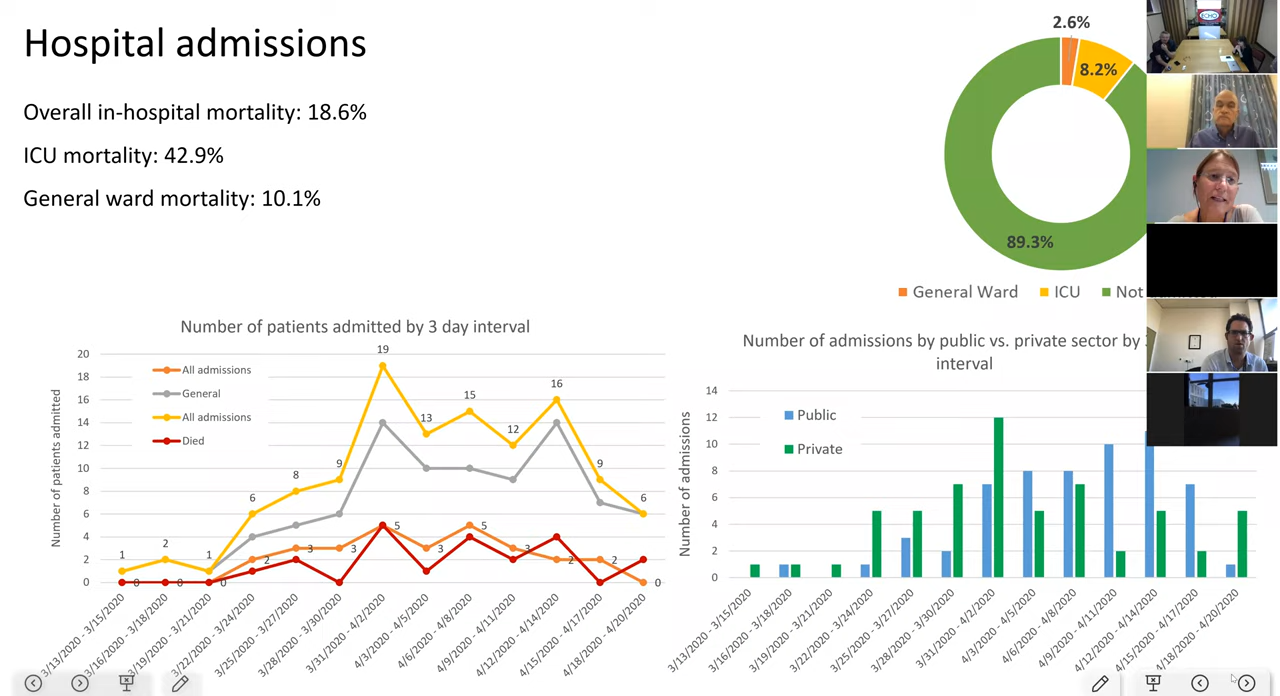 Hospital admissions
Overall in-hospital mortality: 18.6%
ICU mortality: 42.9%
General ward mortality: 10.1%
2.6%
8.2%
89.3%
General Ward
ICU
Not
ECHO
Number of patients admitted by 3 day interval
Number of patients admitted
20
18
16
14
12
10
8
6
4
2
0
All admissions
General
All admissions
Died
1
2
1
6
8
9
19
13
15
12
16
9
6
0
0
0
2
3
3
5
3
5
3
2
2
0
3/13/2020 - 3/15/2020
3/16/2020 - 3/18/2020
3/19/2020 - 3/21/2020
3/22/2020 - 3/24/2020
3/25/2020 - 3/27/2020
3/28/2020 - 3/30/2020
3/31/2020 - 4/2/2020
4/3/2020 - 4/5/2020
4/6/2020 - 4/8/2020
4/9/2020 - 4/11/2020
4/12/2020 - 4/14/2020
4/15/2020 - 4/17/2020
4/18/2020 - 4/20/2020
Number of admissions by public vs. private sector by
interval
Number of admissions
14
12
10
8
6
4
2
0
Public
Private
3/13/2020 - 3/15/2020
3/16/2020 - 3/18/2020
3/19/2020 - 3/21/2020
3/22/2020 - 3/24/2020
3/25/2020 - 3/27/2020
3/28/2020 - 3/30/2020
3/31/2020 - 4/2/2020
4/3/2020 - 4/5/2020
4/6/2020 - 4/8/2020
4/9/2020 - 4/11/2020
4/12/2020 - 4/14/2020
4/15/2020 - 4/17/2020
4/18/2020 - 4/20/2020